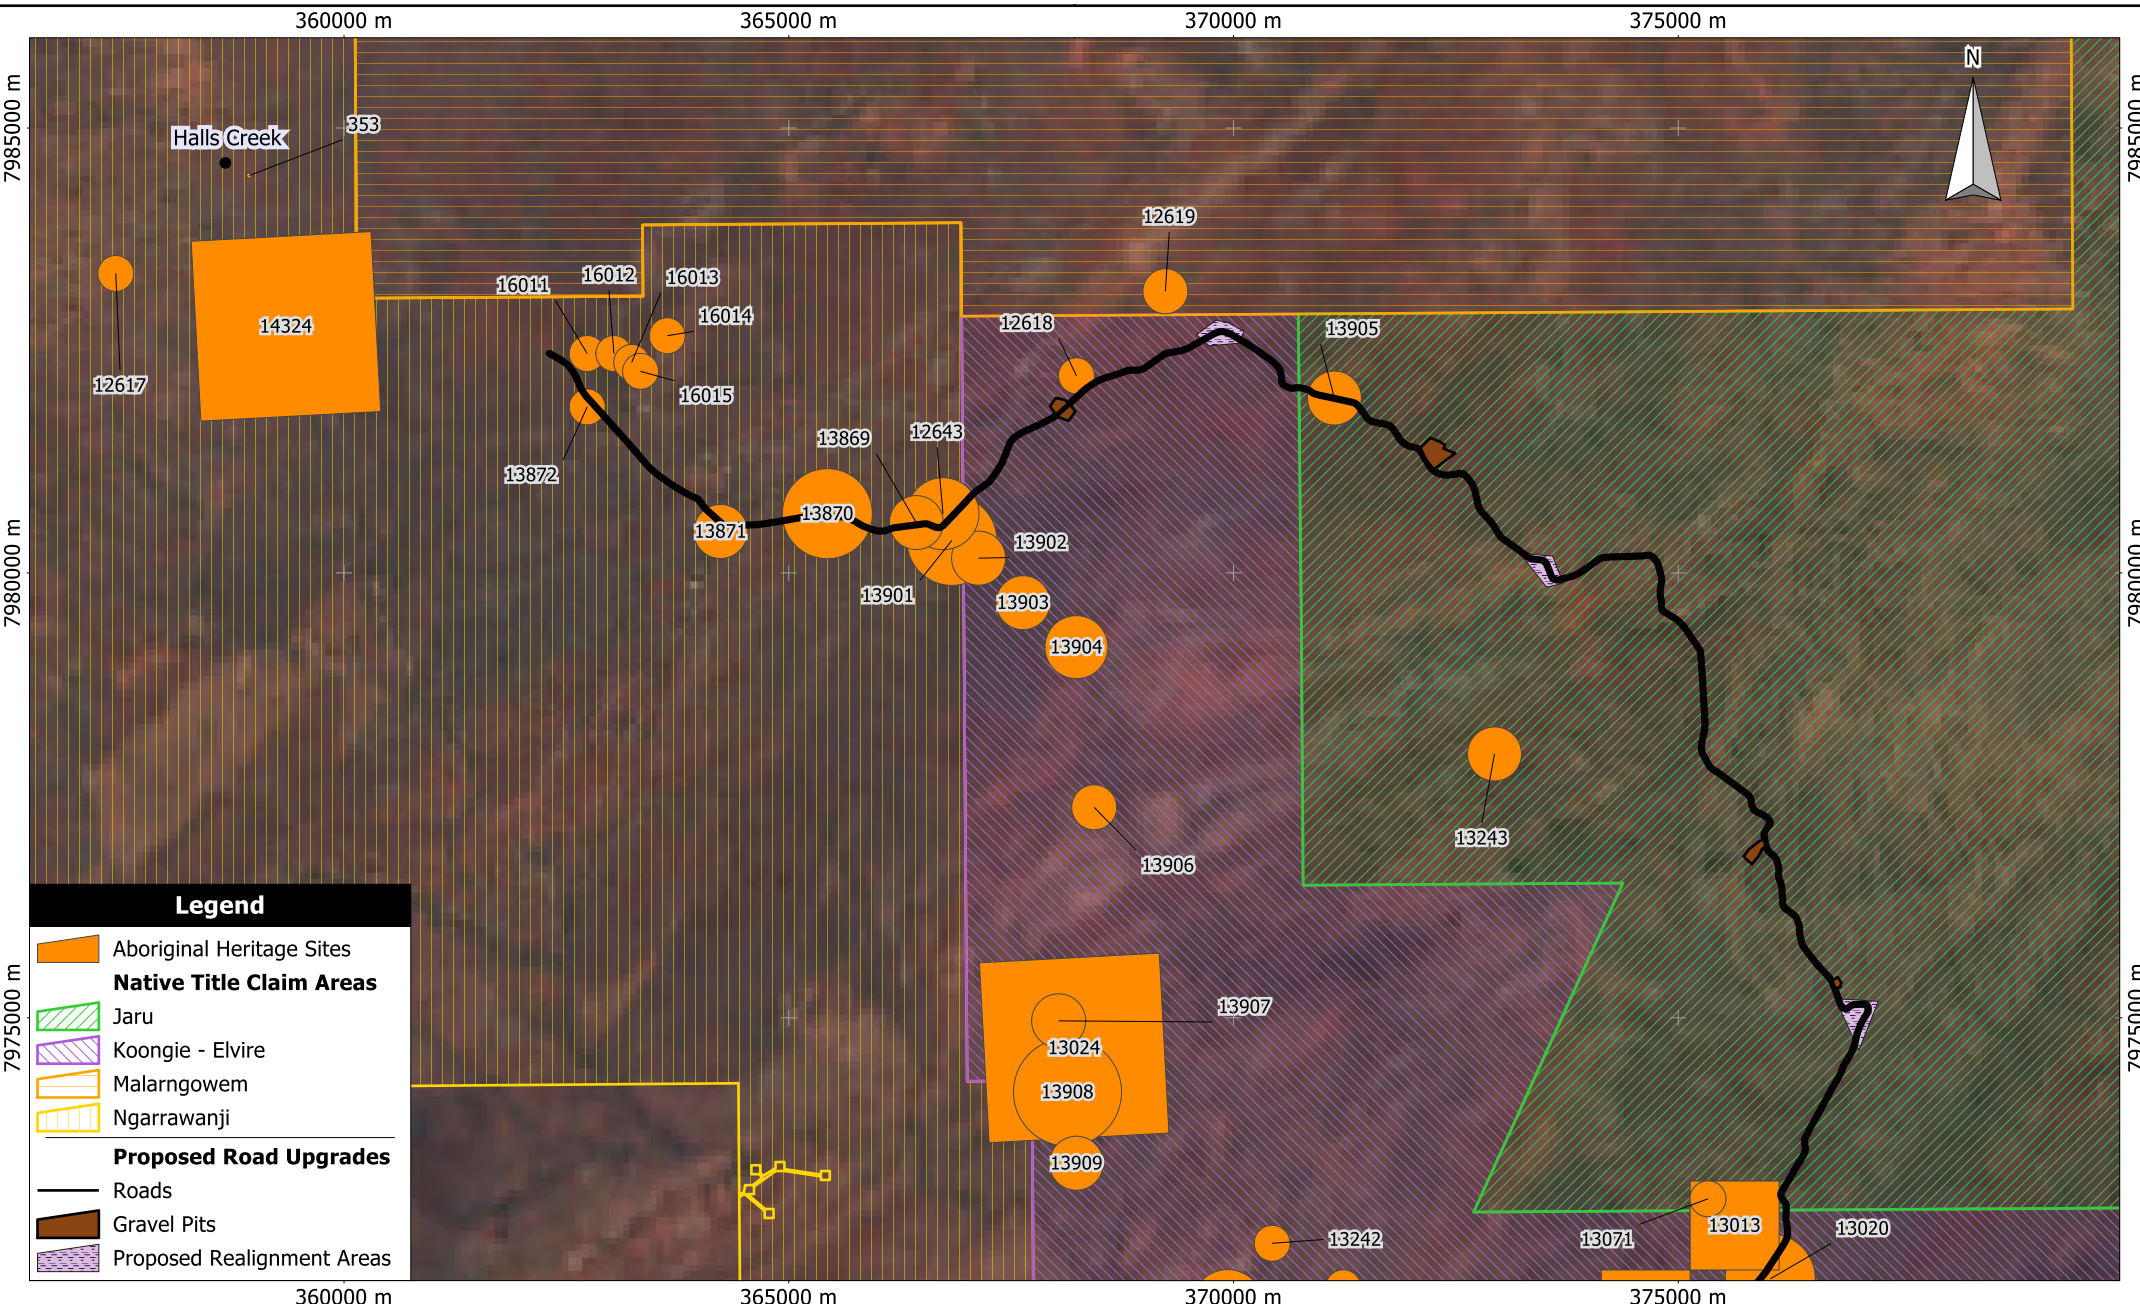 360000 m
365000 m
370000 m
375000 m
7985000 m
7985000 m
N
353
Halls Creek
12619
16012
16013
16011
16014
12618
13905
14324
12617
16015
13869
12643
13872
13870
13871
13902
7980000 m
7980000 m
13901
13903
13904
13243
13906
Legend
Aboriginal Heritage Sites
Native Title Claim Areas
Jaru
Koongie - Elvire
Malarngowem
Ngarrawanji
Proposed Road Upgrades
Roads
Gravel Pits
Proposed Realignment Areas
7975000 m
7975000 m
13907
13024
13908
13909
13242
13071
13013
13020
360000 m
365000 m
370000 m
375000 m